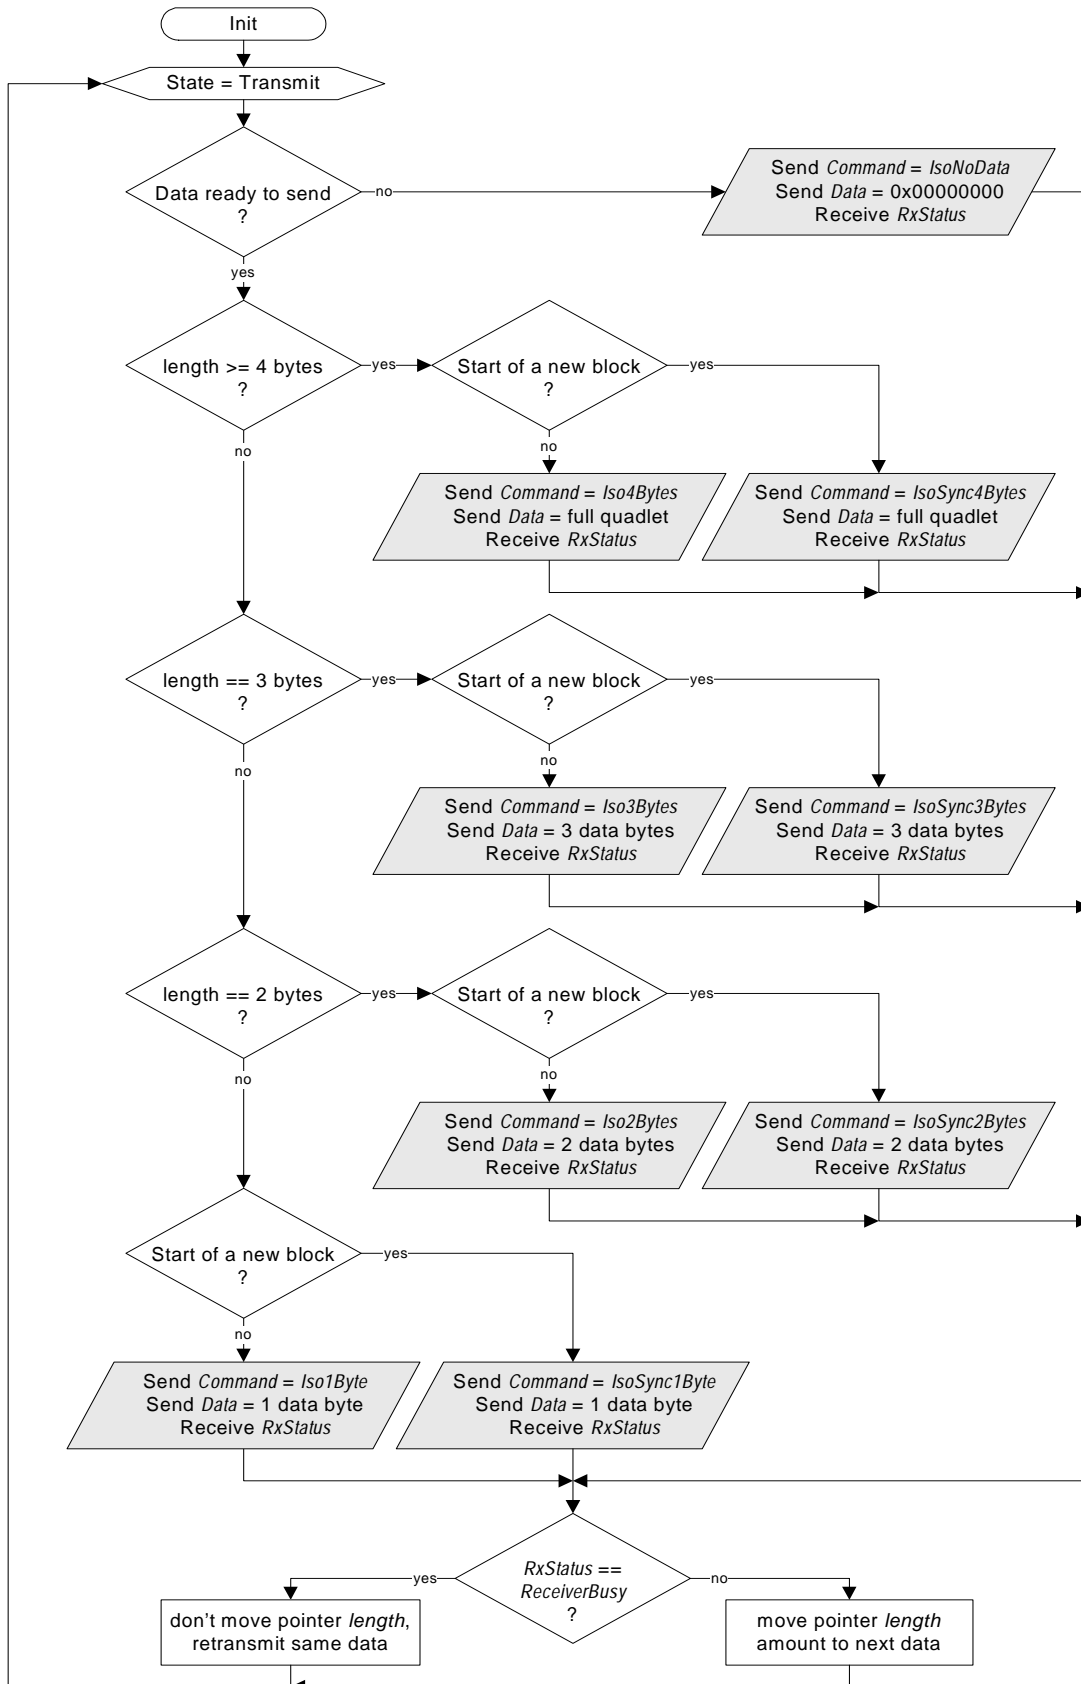 Init
State = Transmit
Data ready to send
?
no
Send Command = IsoNoData
Send Data = 0x00000000
Receive RxStatus
yes
length >= 4 bytes
?
yes
Start of a new block
?
yes
no
no
Send Command = Iso4Bytes
Send Data = full quadlet
Receive RxStatus
Send Command = IsoSync4Bytes
Send Data = full quadlet
Receive RxStatus
length == 3 bytes
?
yes
Start of a new block
?
yes
no
no
Send Command = Iso3Bytes
Send Data = 3 data bytes
Receive RxStatus
Send Command = IsoSync3Bytes
Send Data = 3 data bytes
Receive RxStatus
length == 2 bytes
?
yes
Start of a new block
?
yes
no
no
Send Command = Iso2Bytes
Send Data = 2 data bytes
Receive RxStatus
Send Command = IsoSync2Bytes
Send Data = 2 data bytes
Receive RxStatus
Start of a new block
?
yes
no
Send Command = Iso1Byte
Send Data = 1 data byte
Receive RxStatus
Send Command = IsoSync1Byte
Send Data = 1 data byte
Receive RxStatus
RxStatus ==
ReceiverBusy
?
yes
no
don't move pointer length,
retransmit same data
move pointer length
amount to next data